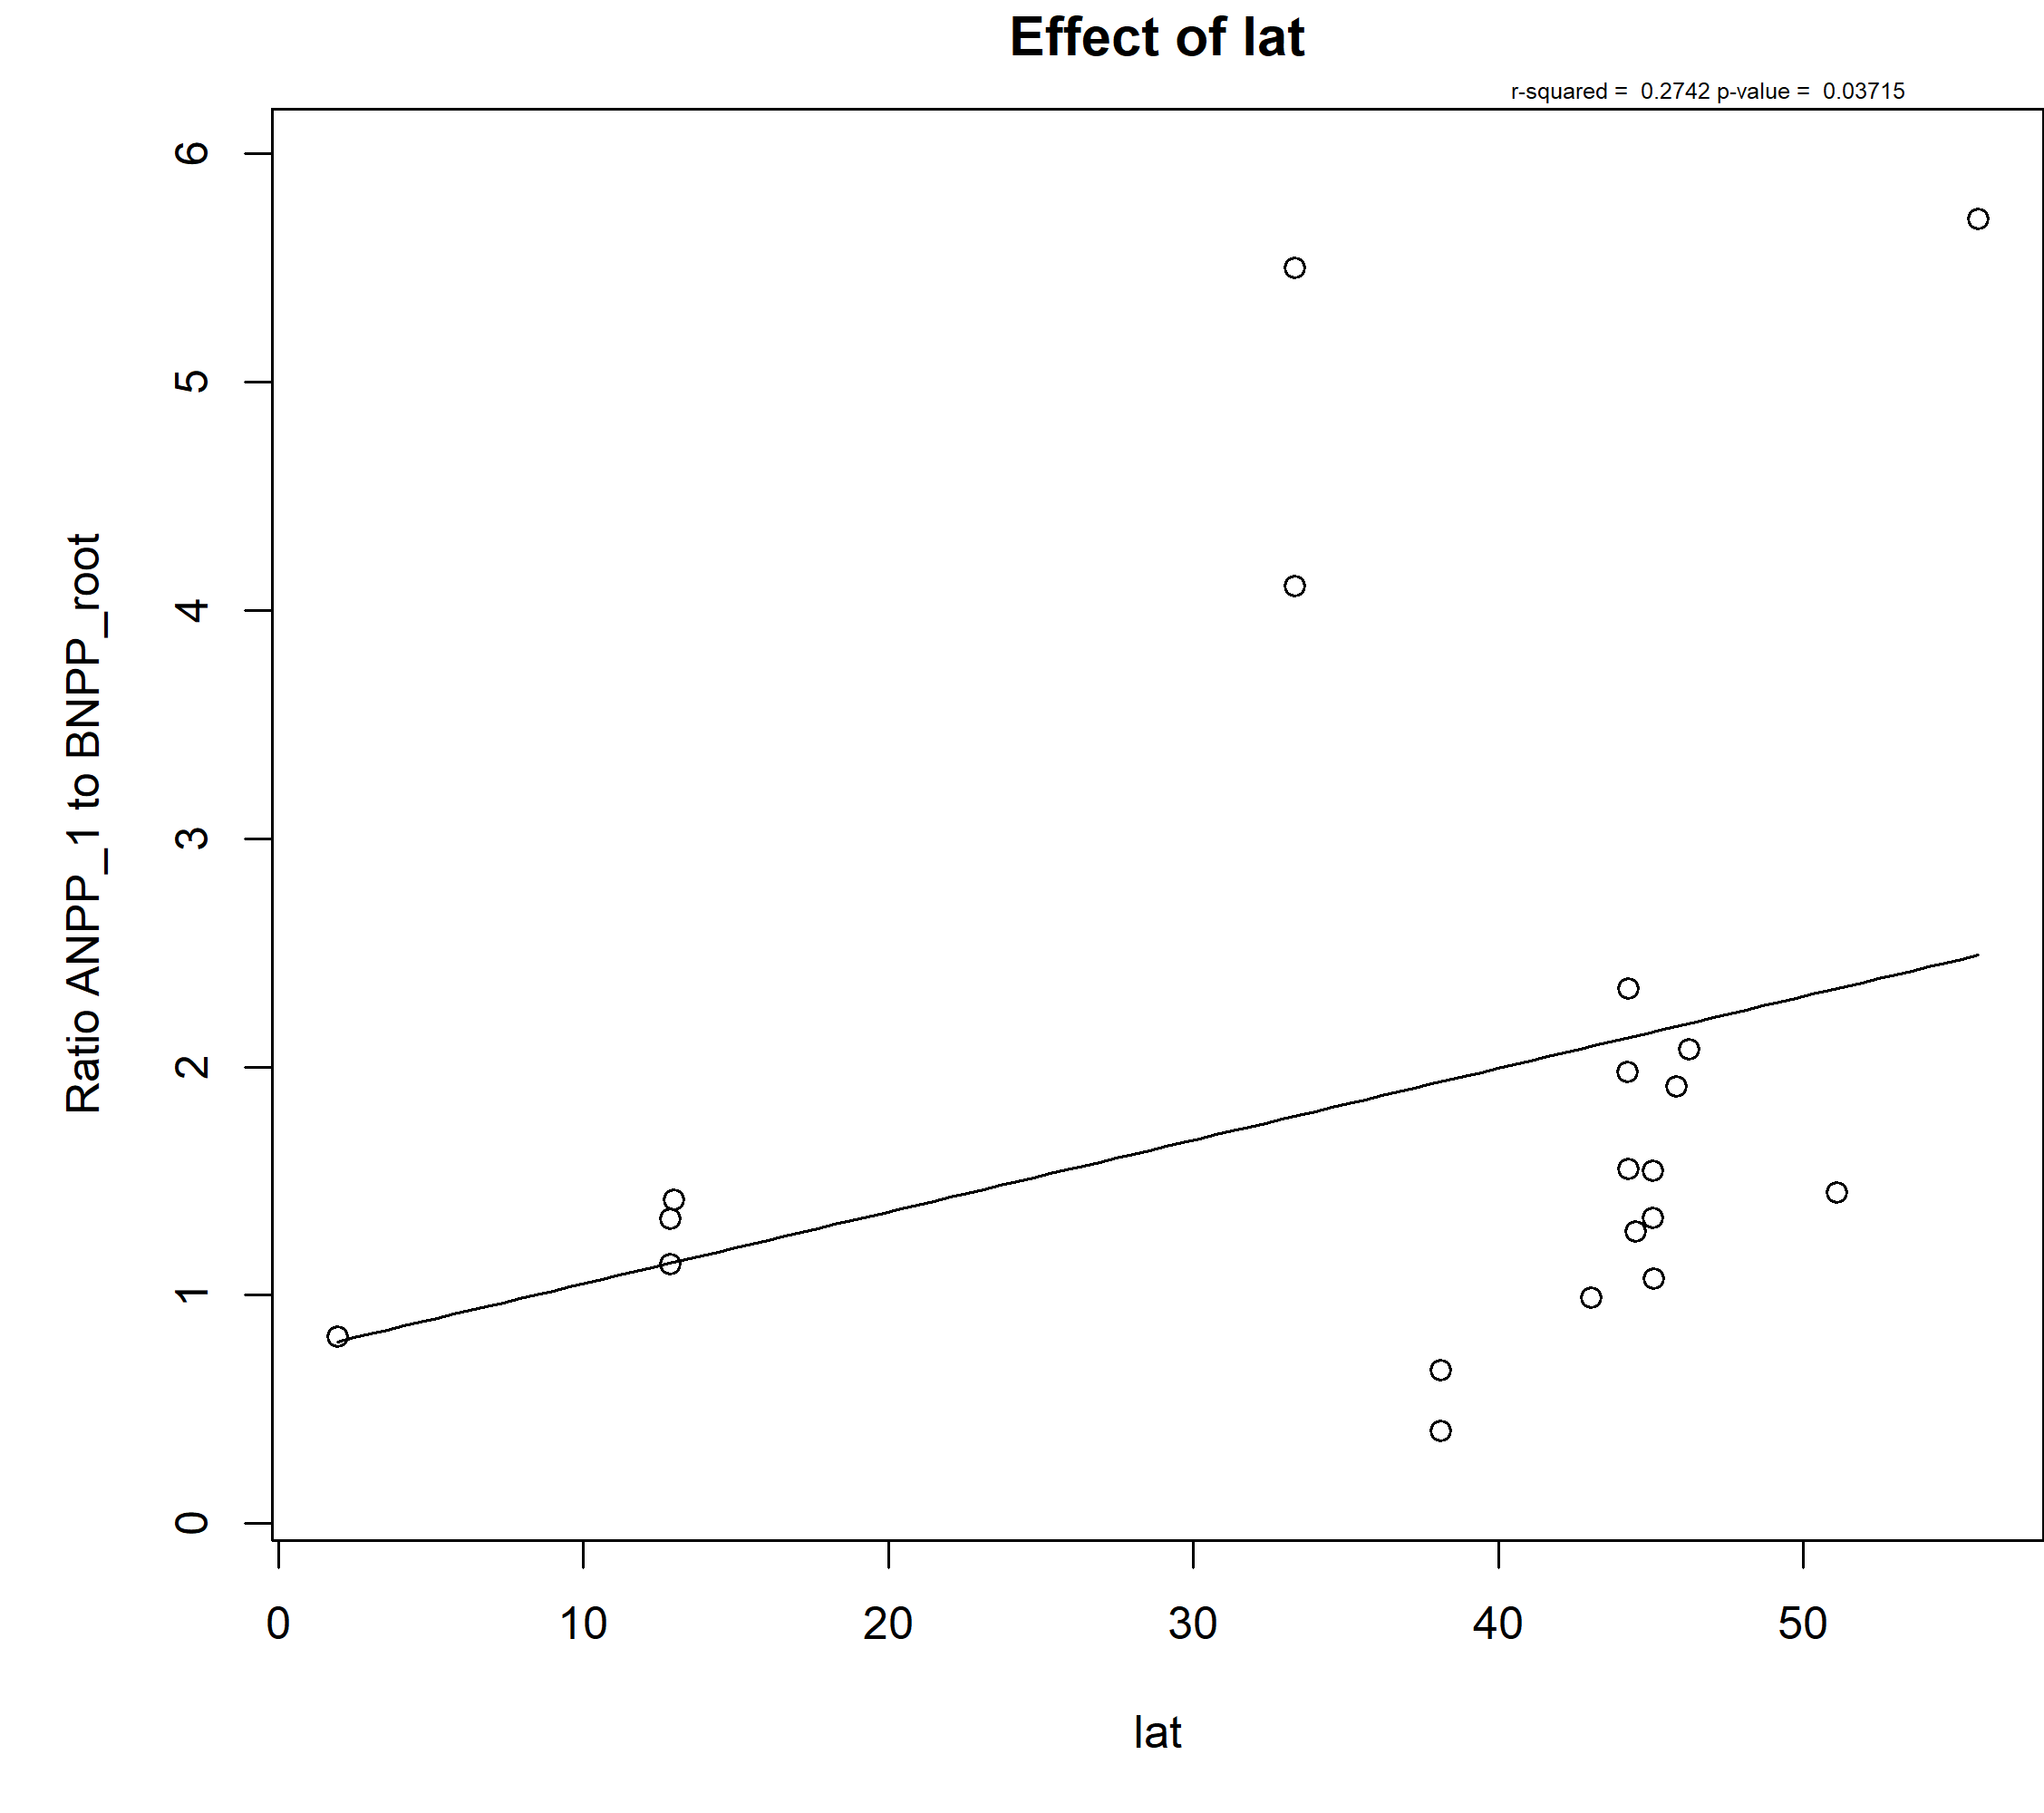 Effect of lat
r-squared =  0.2742 p-value =  0.03715
Ratio ANPP_1 to BNPP_root
6
5
4
3
2
1
0
0 10 20 30 40 50
lat